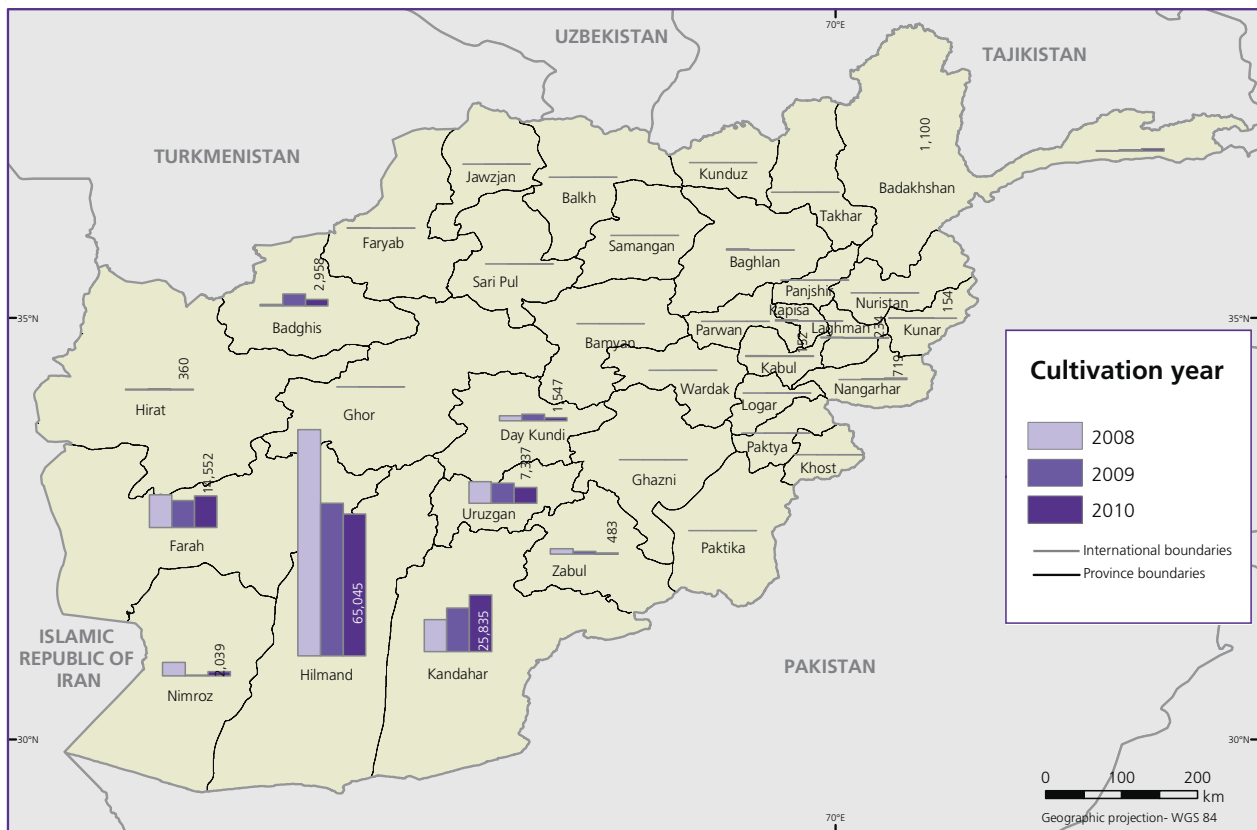 70°E
UZBEKISTAN
TAJIKISTAN
TURKMENISTAN
1,100
Jawzjan
Kunduz
Balkh
Badakhshan
Takhar
Faryab
Samangan
Baghlan
Sari Pul
2,958
Panjshir
Nuristan
154
Kapisa
35°N
35°N
Badghis
Parwan
Laghman
234
Kunar
Bamyan
152
360
Kabul
719
Hirat
Ghor
Wardak
Nangarhar
1,547
Logar
Day Kundi
Paktya
Khost
14,552
7,337
Ghazni
Uruzgan
483
Farah
Paktika
Zabul
65,045
25,835
ISLAMIC
REPUBLIC OF
IRAN
2,039
Hilmand
Kandahar
PAKISTAN
Nimroz
30°N
30°N
Cultivation year
2008
2009
2010
International boundaries
Province boundaries
0 100 200
km
70°E
Geographic projection- WGS 84